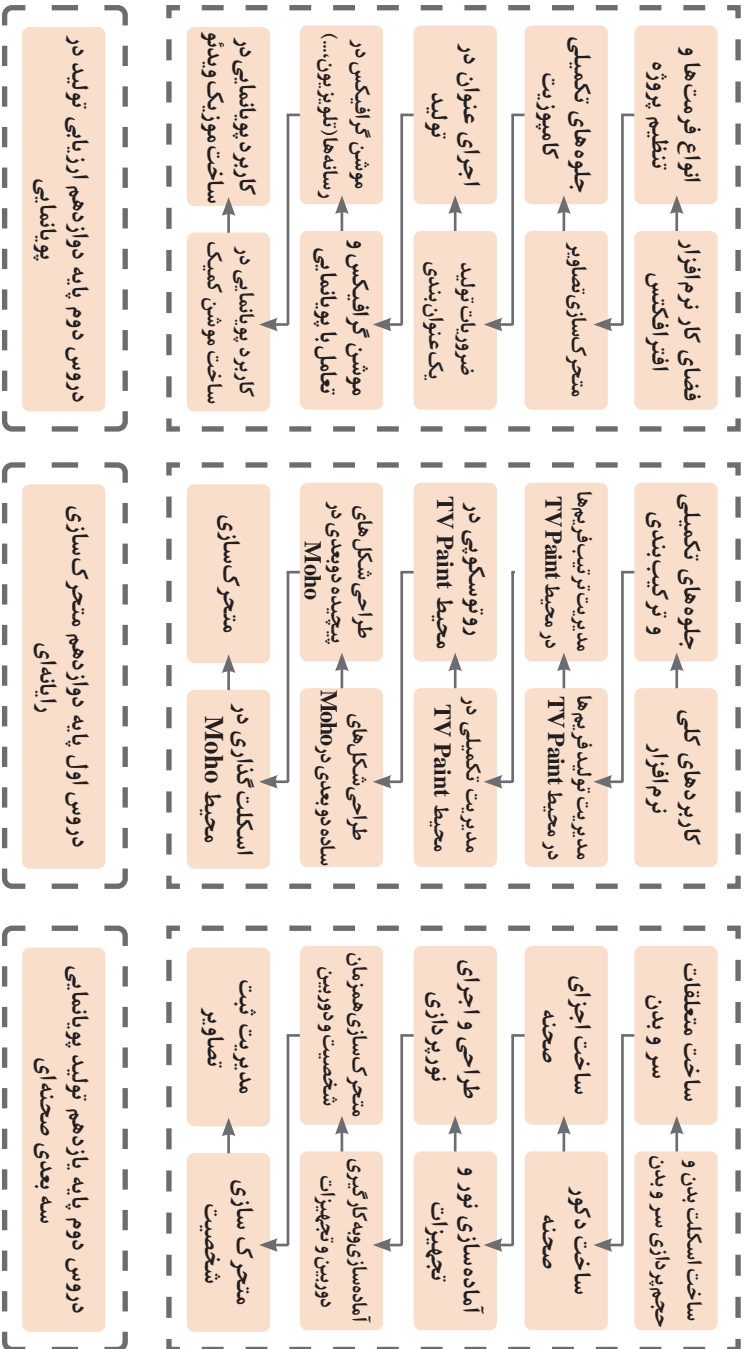 ساخت اسکلت بدن و
حجم‌پردازی سر و بدن
ساخت متعلقات
سر و بدن
ساخت دکور
صحنه
ساخت اجزای
صحنه
آماده‌سازی نور و
تجهیزات
طراحی و اجرای
نورپردازی
آماده‌سازی و به کارگیری
دوربین و تجهیزات
متحرک‌سازی همزمان
شخصیت و دوربین
متحرک سازی
شخصیت
مدیریت ثبت
تصاویر
دروس دوم پایه یازدهم تولید پویانمایی
سه بعدی صحنه‌ای
کاربردهای کلی
نرم‌افزار
جلوه‌های تکمیلی
و ترکیب‌بندی
مدیریت تولید فریم‌ها
در محیط TV Paint
مدیریت ترتیب فریم‌ها
در محیط TV Paint
مدیریت تکمیلی در
محیط TV Paint
روتوسکوپی در
محیط TV Paint
طراحی شکل‌های
ساده دوبعدی در Moho
طراحی شکل‌های
پیچیده دوبعدی در
Moho
اسکلت گذاری در
محیط Moho
متحرک‌سازی
دروس اول پایه دوازدهم متحرک‌سازی
رایانه‌ای
فضای کار نرم‌افزار
افترافکتس
انواع فرمت‌ها و
تنظیم پروژه
متحرک‌سازی تصاویر
جلوه‌های تکمیلی
کامپوزیت
ضروریات تولید
یک عنوان‌بندی
اجرای عنوان در
تولید
موشن گرافیکس و
تعامل با پویانمایی
موشن گرافیکس در
رسانه‌ها (تلویزیون،...)
کاربرد پویانمایی در
ساخت موشن کمیک
کاربرد پویانمایی در
ساخت موزیک ویدئو
دروس دوم پایه دوازدهم ارزیابی تولید در
پویانمایی